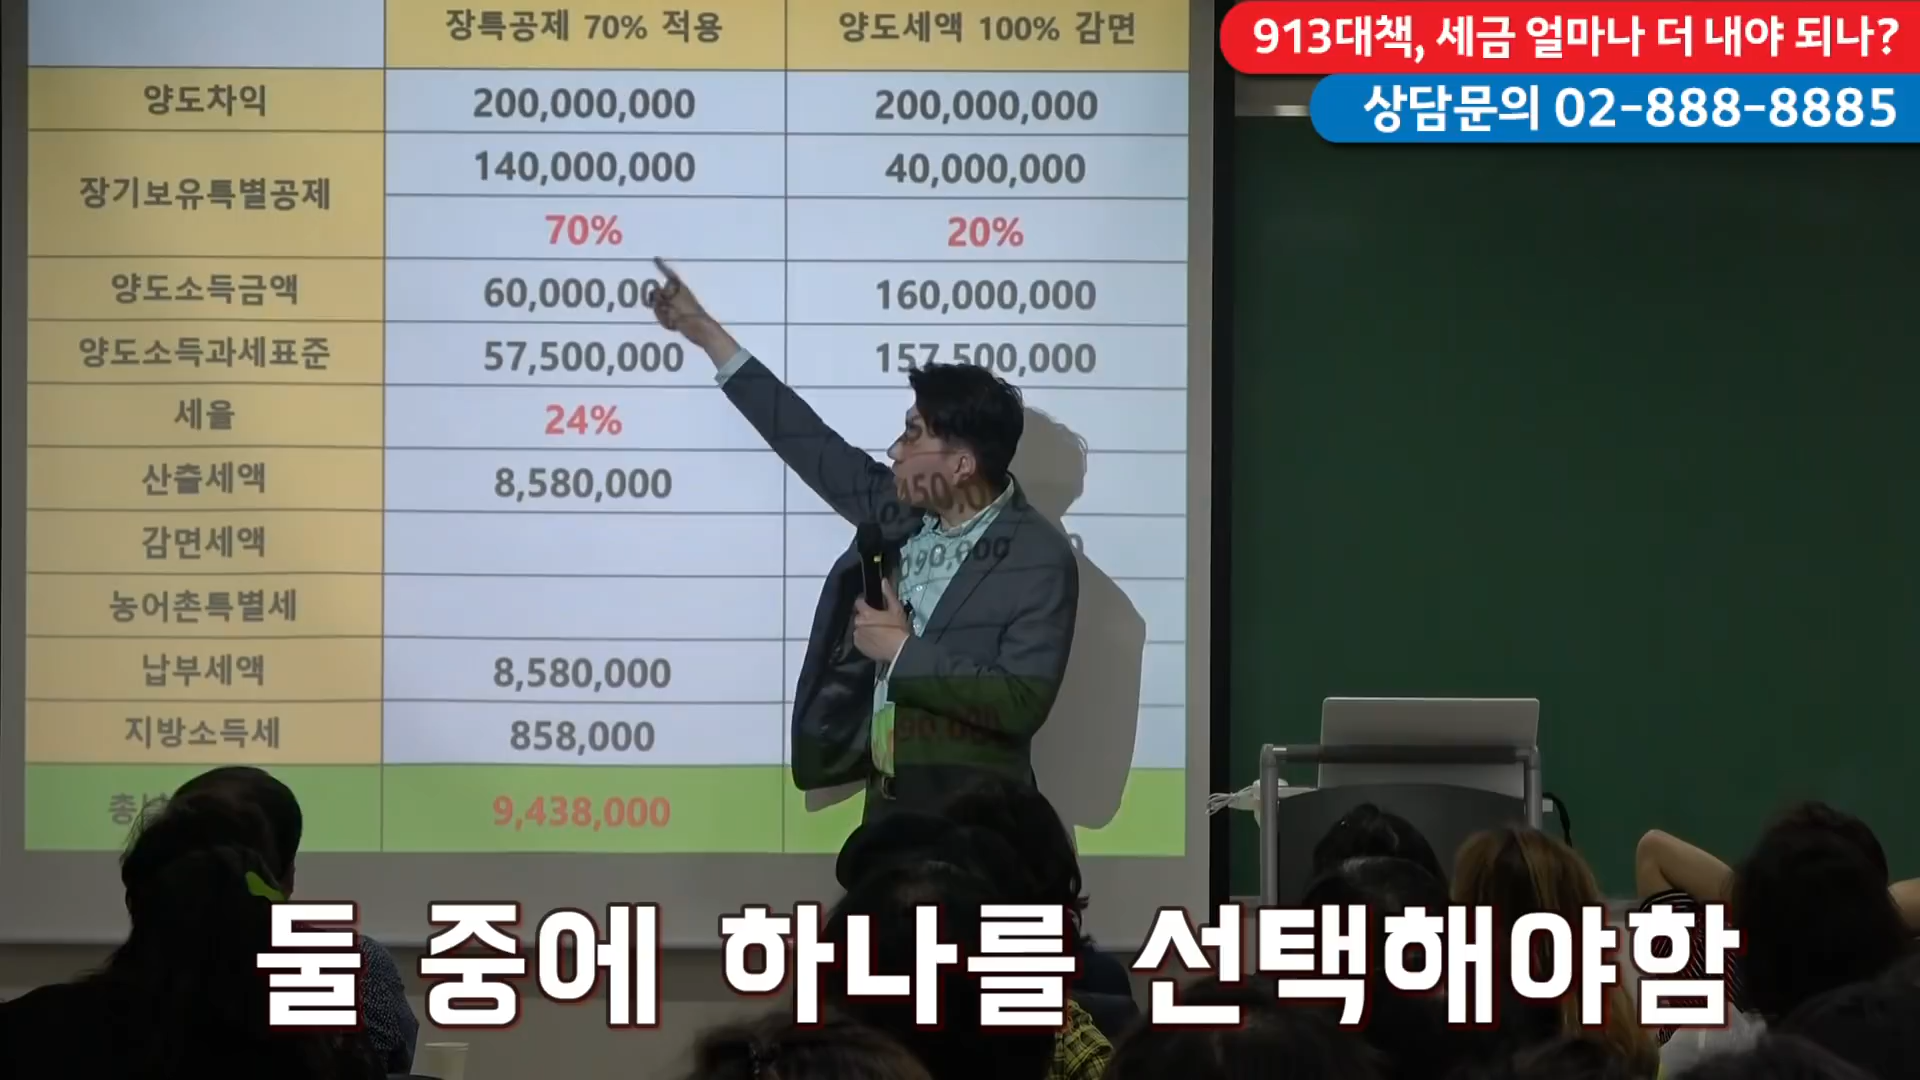 913대책, 세금 얼마나 더 내야 되나?
상담문의 02-888-8885
장특공제 70% 적용 양도세액 100% 감면
양도차익 200,000,000 200,000,000
장기보유특별공제 140,000,000 40,000,000
70% 20%
양도소득금액 60,000,00 160,000,000
양도소득과세표준 57,500,000 157,500,000
세율 24%
산출세액 8,580,000
감면세액
농어촌특별세
납부세액 8,580,000
지방소득세 858,000
9,438,000
둘 중에 하나를 선택해야함